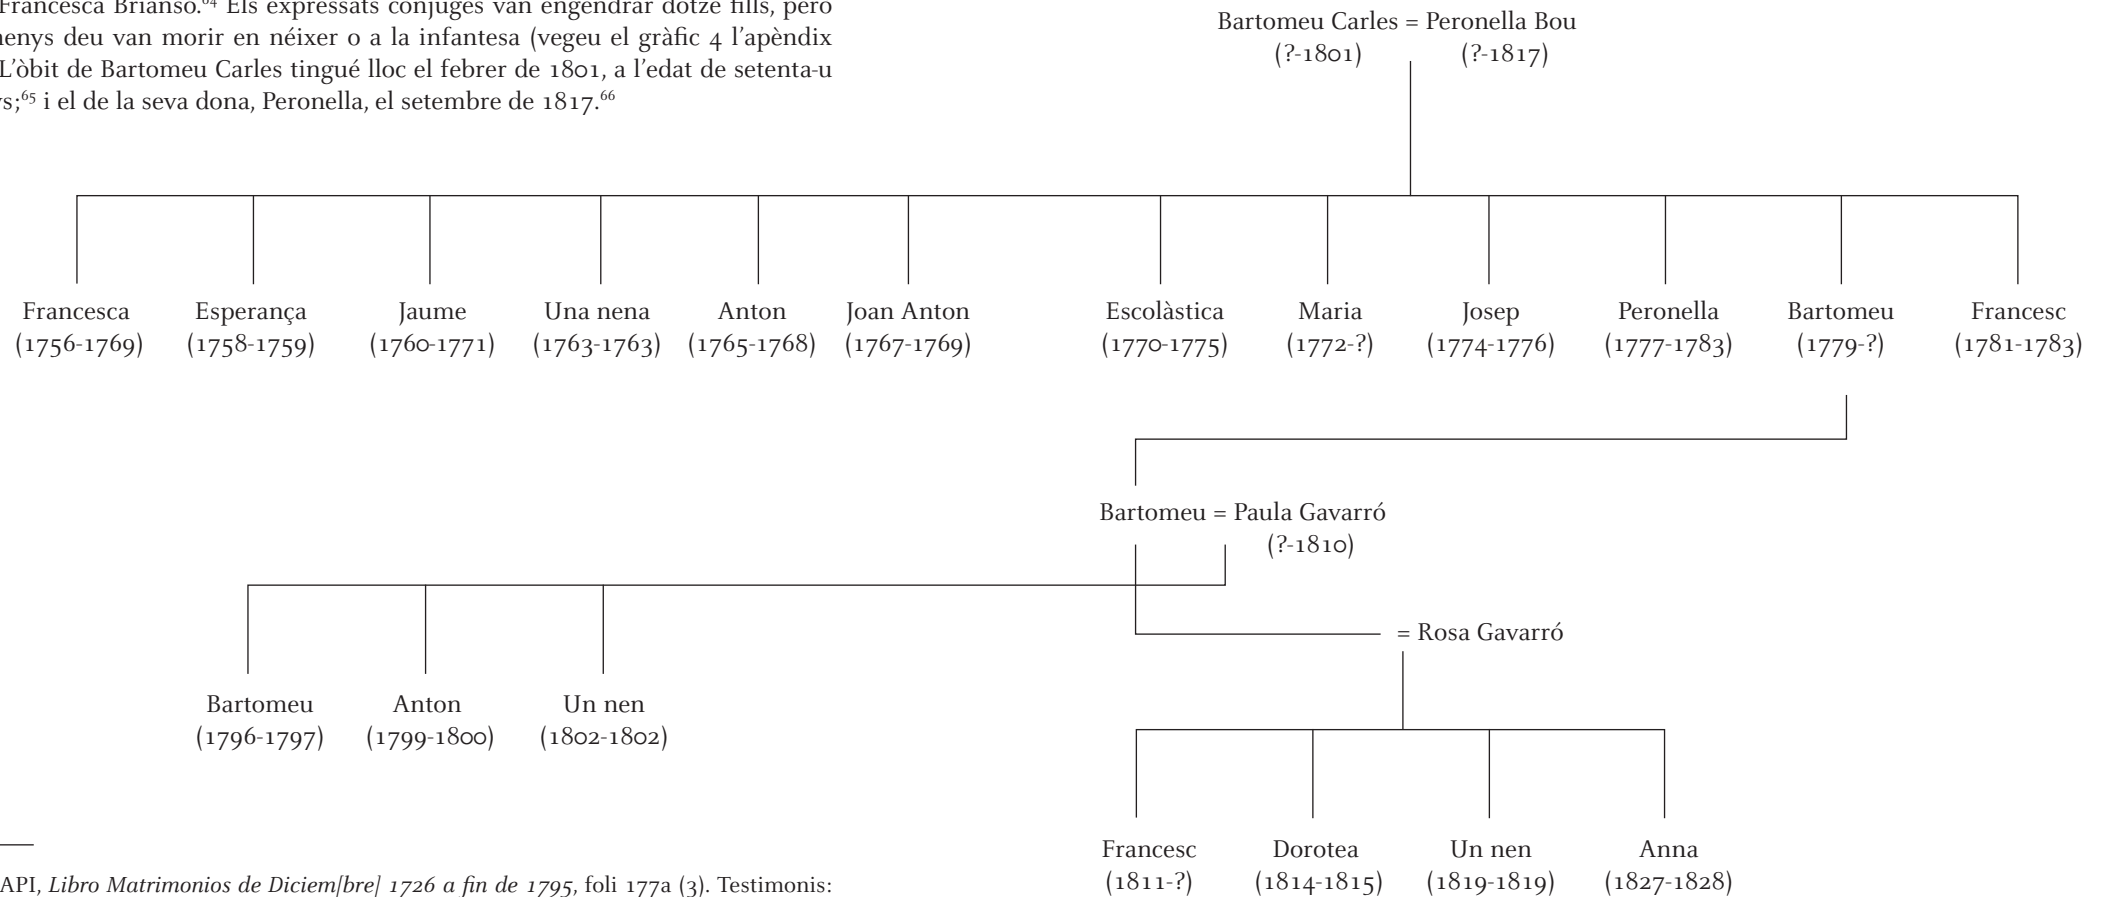 Francesca Briansó.⁶⁴ Els expressats cònjuges van engendrar dotze fills, però
menys deu van morir en néixer o a la infantesa (vegeu el gràfic 4 l’apèndix
L’òbit de Bartomeu Carles tingué lloc el febrer de 1801, a l’edat de setenta-u
ys;⁶⁵ i el de la seva dona, Peronella, el setembre de 1817.⁶⁶
Bartomeu Carles = Peronella Bou
(?-1801) (?-1817)
Francesca Esperança Jaume Una nena Anton Joan Anton Escolàstica Maria Josep Peronella Bartomeu Francesc
(1756-1769) (1758-1759) (1760-1771) (1763-1763) (1765-1768) (1767-1769) (1770-1775) (1772-?) (1774-1776) (1777-1783) (1779-?) (1781-1783)
Bartomeu = Paula Gavarró
(?-1810)
= Rosa Gavarró
Bartomeu Anton Un nen
(1796-1797) (1799-1800) (1802-1802)
Francesc Dorotea Un nen Anna
(1811-?) (1814-1815) (1819-1819) (1827-1828)
API, Libro Matrimonios de Diciem[bre] 1726 a fin de 1795, foli 177a (3). Testimonis: